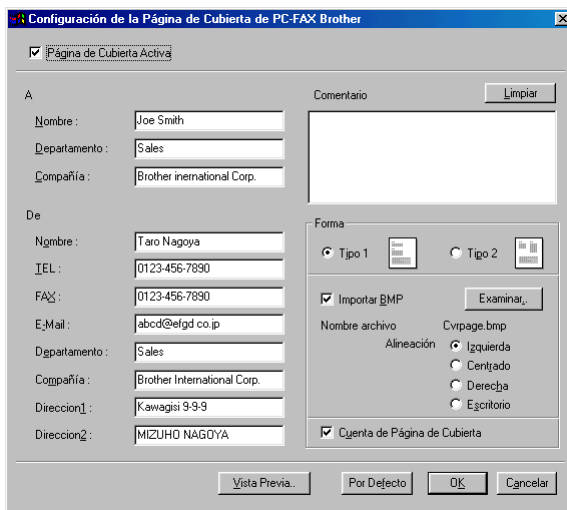 Configuración de la Página de Cubierta de PC-FAX Brother
Página de Cubierta Activa
A
Nombre : Joe Smith
Departamento : Sales
Compañía : Brother inernational Corp.
De
Nombre : Taro Nagoya
TEL : 0123-456-7890
FAX : 0123-456-7890
E-Mail : abcd@efgd co.jp
Departamento : Sales
Compañía : Brother International Corp.
Direccion1 : Kawagisi 9-9-9
Direccion2 : MIZUHO NAGOYA
Comentario Limpiar
Forma
Tipo 1 Tipo 2
Importar BMP Examinar..
Nombre archivo Cvrpage.bmp
Alineación Izquierda
Centrado
Derecha
Escritorio
Cuenta de Página de Cubierta
Vista Previa.. Por Defecto OK Cancelar